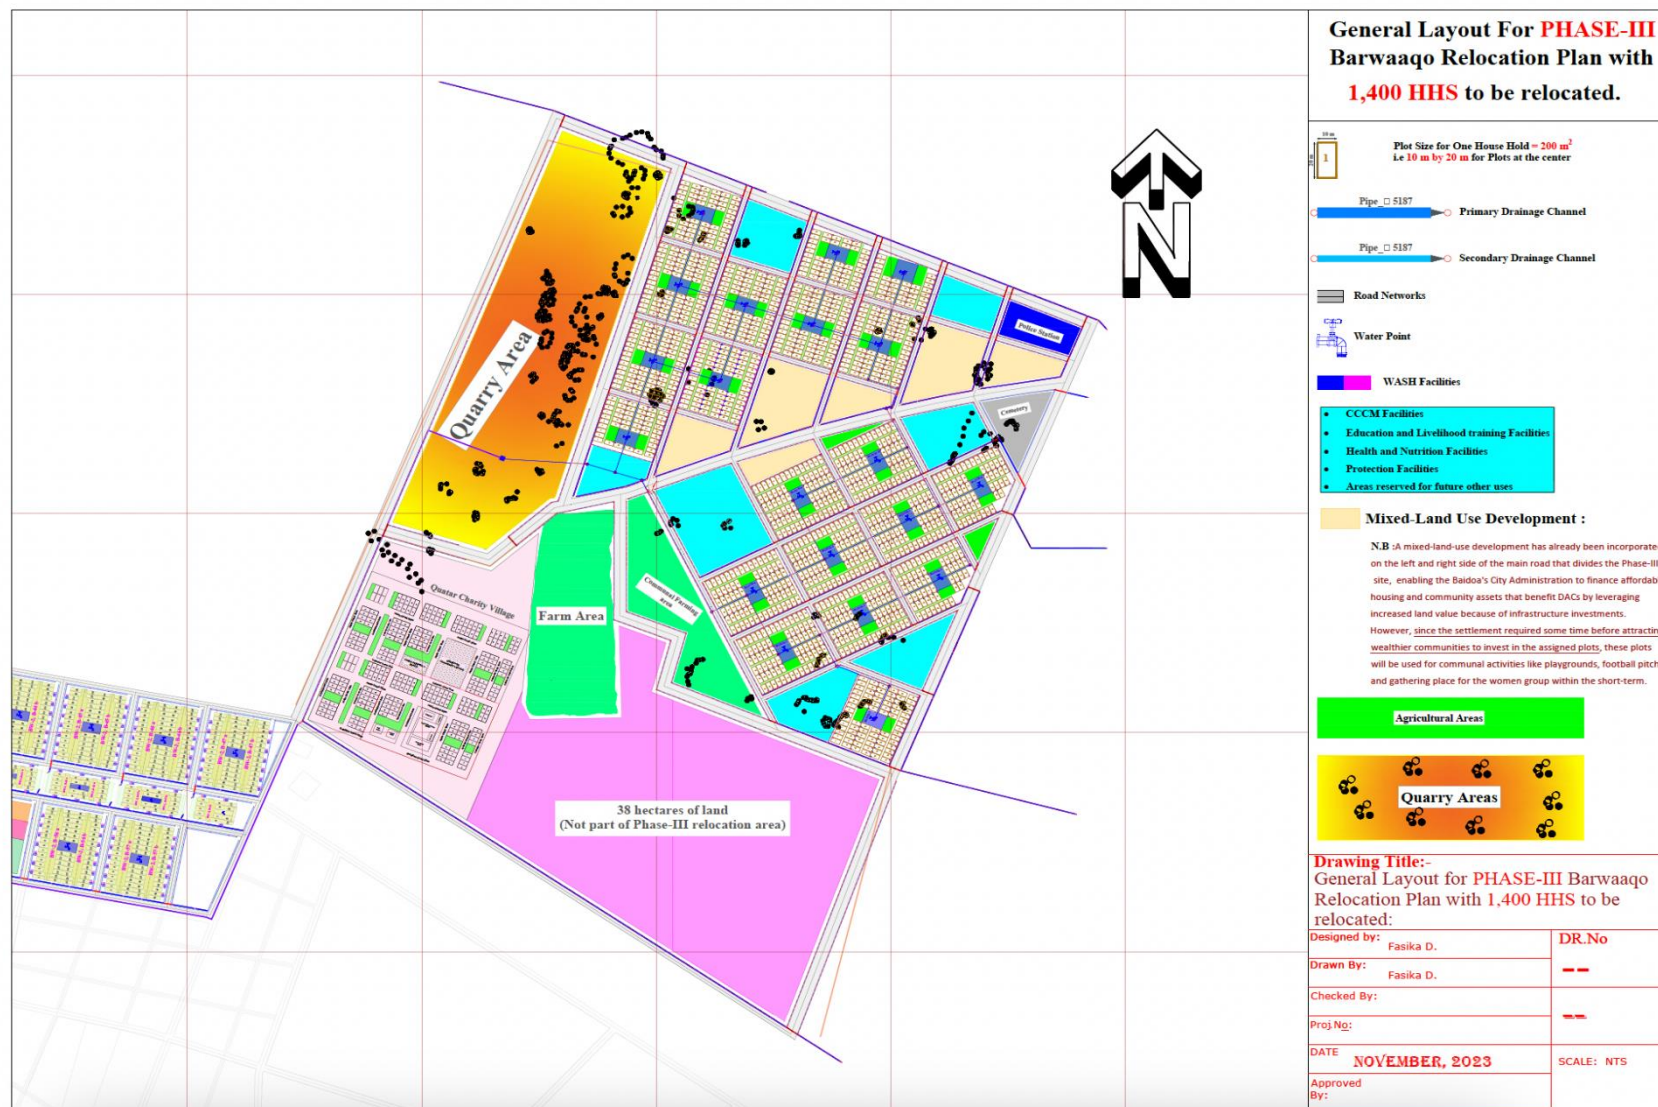 General Layout For PHASE-III
Barwaaqo Relocation Plan with
1,400 HHS to be relocated.
10 m
20 m
1
Plot Size for One House Hold = 200 m²
i.e 10 m by 20 m for Plots at the center
Pipe_□ 5187
Primary Drainage Channel
Pipe_□ 5187
Secondary Drainage Channel
Road Networks
Water Point
WASH Facilities
• CCCM Facilities
• Education and Livelihood training Facilities
• Health and Nutrition Facilities
• Protection Facilities
• Areas reserved for future other uses
Mixed-Land Use Development :
N.B :A mixed-land-use development has already been incorporate
on the left and right side of the main road that divides the Phase-III
site, enabling the Baidoa's City Administration to finance affordab
housing and community assets that benefit DACs by leveraging
increased land value because of infrastructure investments.
However, since the settlement required some time before attractin
wealthier communities to invest in the assigned plots, these plots
will be used for communal activities like playgrounds, football pitch
and gathering place for the women group within the short-term.
Agricultural Areas
Quarry Areas
Drawing Title:-
General Layout for PHASE-III Barwaaqo
Relocation Plan with 1,400 HHS to be
relocated:
Designed by:
Fasika D.
DR.No
Drawn By:
Fasika D.
--
Checked By:
--
Proj.No:
DATE
NOVEMBER, 2023
SCALE: NTS
Approved
By:
N
Police Station
Quarry Area
Cemetery
Quatar Charity Village
Communal Farming
area
Farm Area
38 hectares of land
(Not part of Phase-III relocation area)